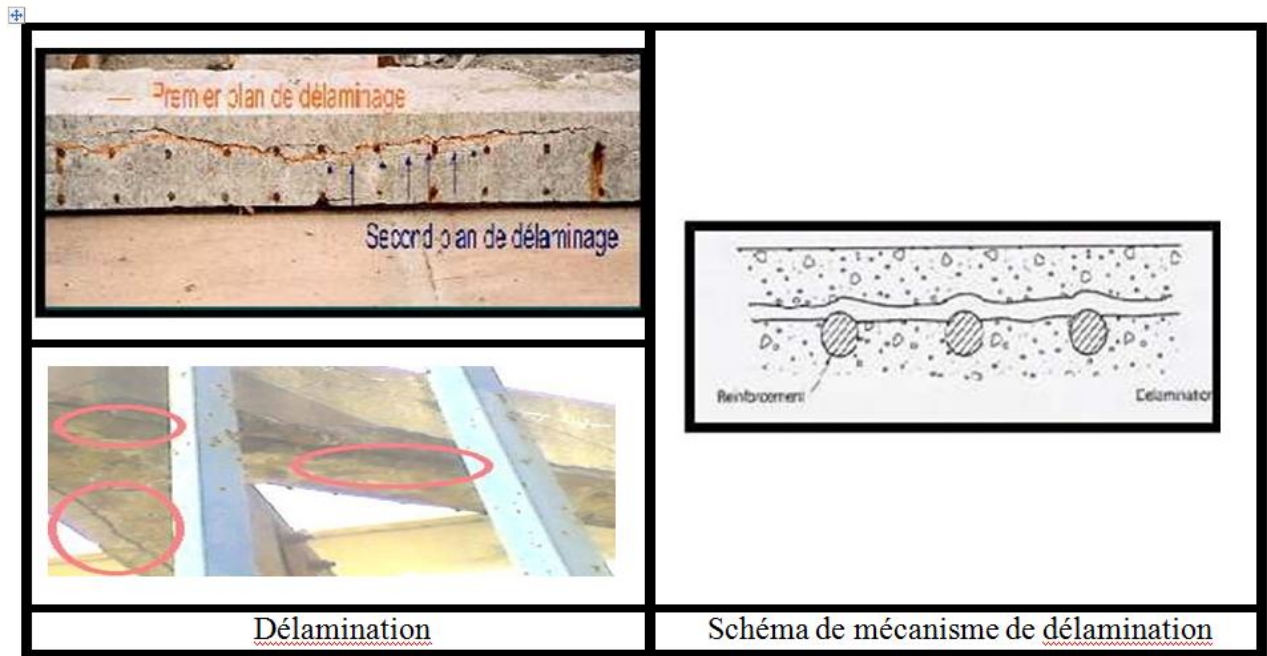 — Premier plan de délaminage
Second plan de délaminage
Reinforcement
Delamination
Délamination
Schéma de mécanisme de délamination